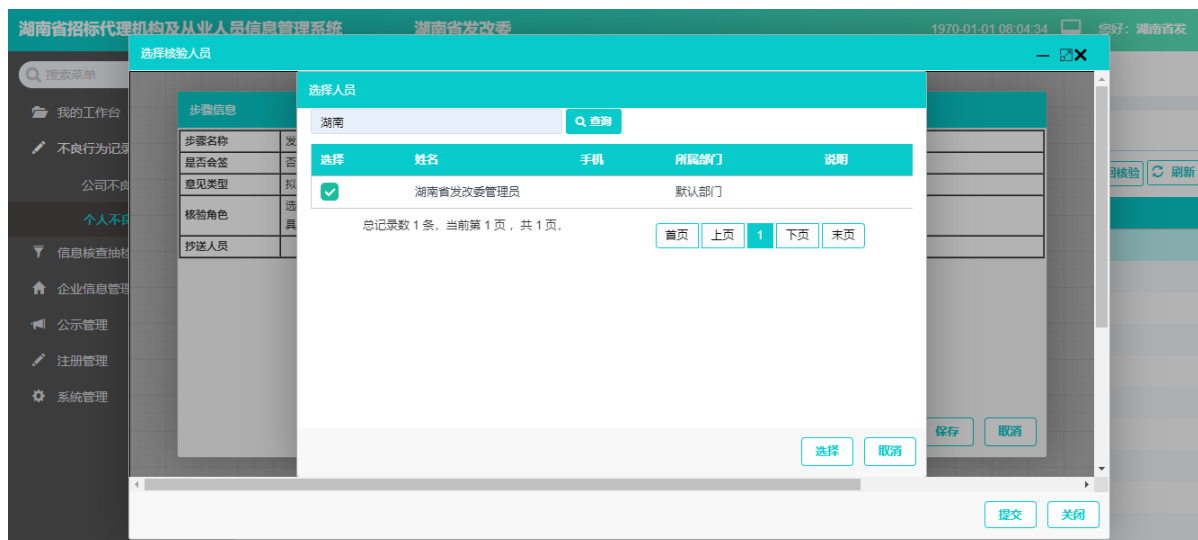 湖南省招标代理机构及从业人员信息管理系统 湖南省发改委 1970-01-01 08:04:34 您好：湖南省发
选择核验人员
搜索菜单
我的工作台
不良行为记录
公司不良
个人不良
信息核查抽检
企业信息管理
公示管理
注册管理
系统管理
步骤信息
步骤名称 发
是否会签 否
意见类型 拟
核验角色 选
具
抄送人员
保存 取消
选择人员
湖南 查询
选择 姓名 手机 所属部门 说明
湖南省发改委管理员 默认部门
总记录数 1 条，当前第 1 页，共 1 页，
首页 上页 1 下页 末页
选择 取消
提交 关闭
核验 刷新